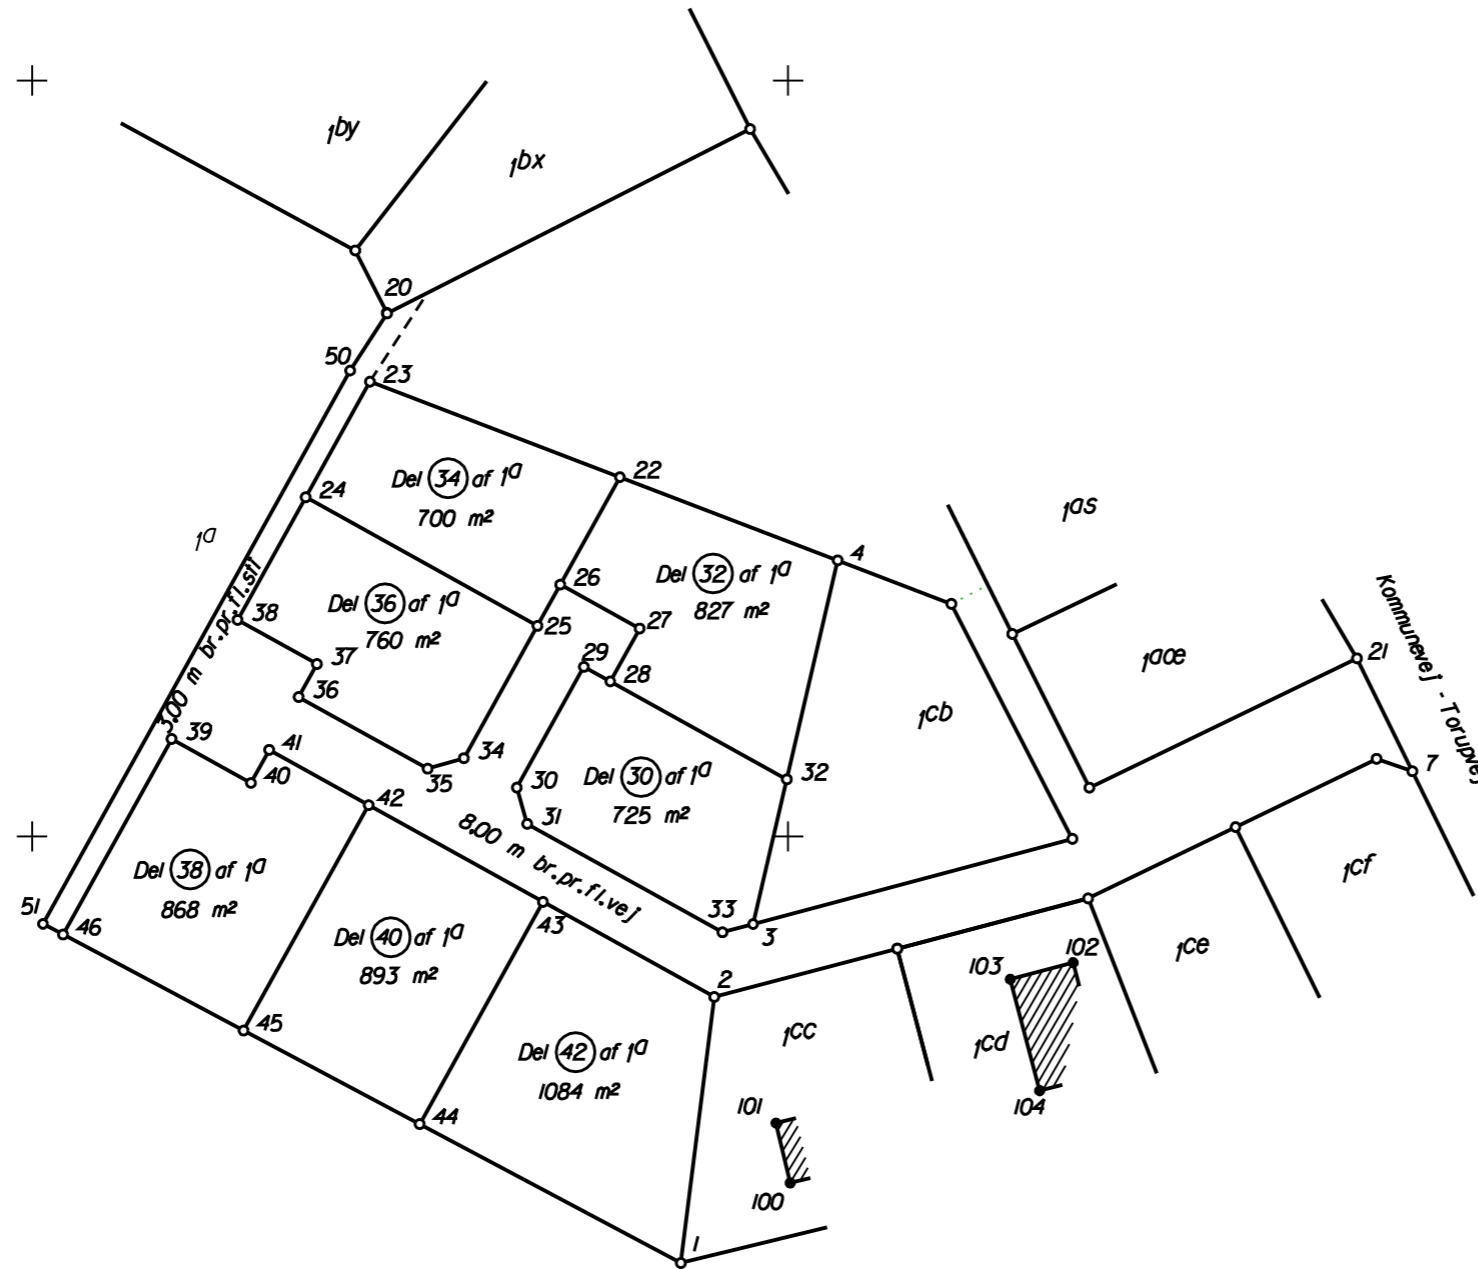 1by
1bx
20
50
23
22
Del 34 af 1a
700 m²
24
4
1as
26
Del 32 af 1a
827 m²
1a
Del 36 af 1a
760 m²
38
25
27
1ae
21
Kommunevej - Torupvej
3.00 m br.pr.fl.sti
37
29
28
36
1cb
39
41
34
35
40
30
Del 30 af 1a
725 m²
32
7
42
31
8.00 m br.pr.fl.vej
1cf
Del 38 af 1a
868 m²
51
46
43
33
3
Del 40 af 1a
893 m²
1ce
102
103
2
45
1cc
1cd
Del 42 af 1a
1084 m²
44
101
104
100
1